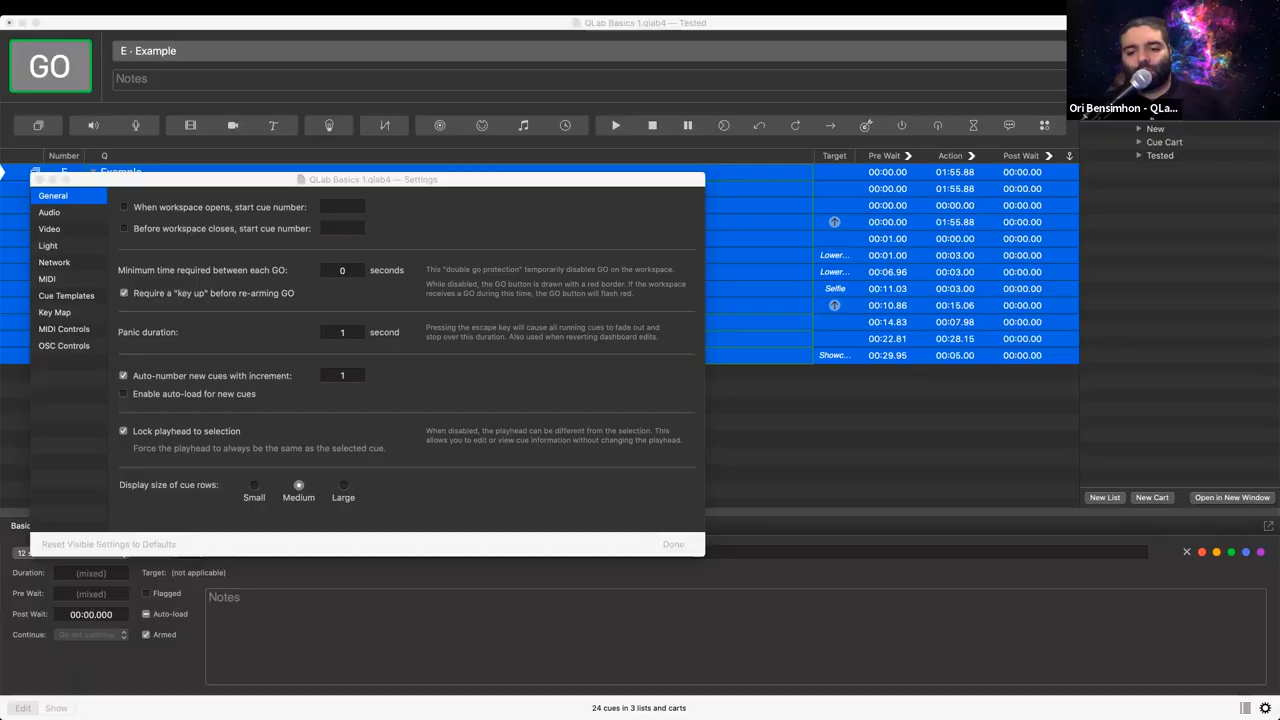 QLab Basics 1.qlab4 — Tested
GO
E - Example
Notes
Ori Bensimhon - QLa...
Number
Q
Target
Pre Wait
Action
Post Wait
New
Cue Cart
Tested
E
Example
00:00.00 01:55.88 00:00.00
00:00.00 01:55.88 00:00.00
00:00.00 01:55.88 00:00.00
00:00.00 01:55.88 00:00.00
00:01.00 00:00.00 00:00.00
Lower... 00:01.00 00:03.00 00:00.00
Lower... 00:06.96 00:03.00 00:00.00
Selfie 00:11.03 00:03.00 00:00.00
00:10.86 00:15.06 00:00.00
00:14.83 00:07.98 00:00.00
00:22.81 00:28.15 00:00.00
Showc... 00:29.95 00:05.00 00:00.00
QLab Basics 1.qlab4 — Settings
General
Audio
Video
Light
Network
MIDI
Cue Templates
Key Map
MIDI Controls
OSC Controls
When workspace opens, start cue number:
Before workspace closes, start cue number:
Minimum time required between each GO: 0 seconds
Require a "key up" before re-arming GO
This "double go protection" temporarily disables GO on the workspace.
While disabled, the GO button is drawn with a red border. If the workspace
receives a GO during this time, the GO button will flash red.
Panic duration: 1 second
Pressing the escape key will cause all running cues to fade out and
stop over this duration. Also used when reverting dashboard edits.
Auto-number new cues with increment: 1
Enable auto-load for new cues
Lock playhead to selection
Force the playhead to always be the same as the selected cue.
When disabled, the playhead can be different from the selection. This
allows you to edit or view cue information without changing the playhead.
Display size of cue rows:
Small Medium Large
Reset Visible Settings to Defaults
Done
New List
New Cart
Open in New Window
Basi
12 s
Duration: (mixed)
Target: (not applicable)
Pre Wait: (mixed)
Flagged
Post Wait: 00:00.000
Auto-load
Continue: Do not continue
Armed
Notes
Edit
Show
24 cues in 3 lists and carts